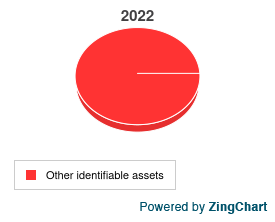 2022
Other identifiable assets
Powered by ZingChart